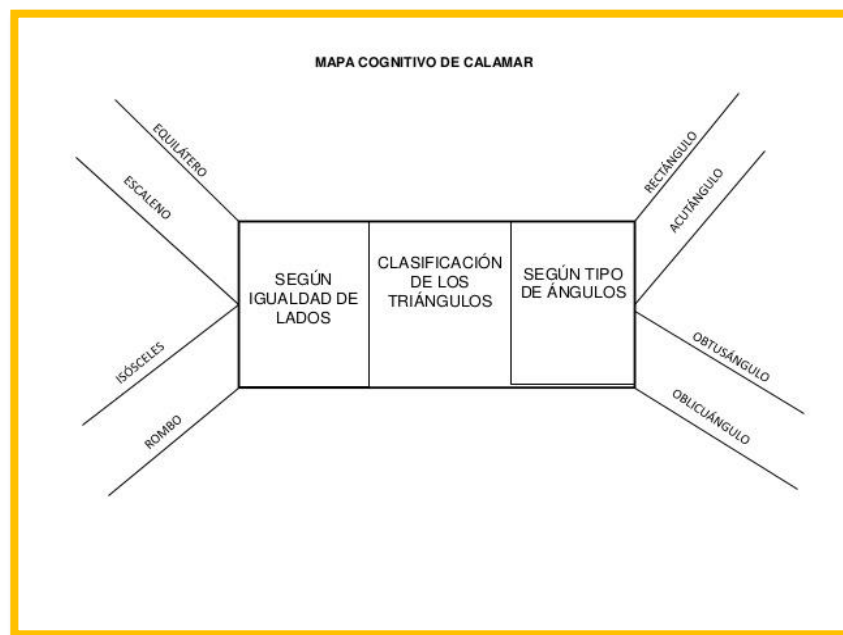 MAPA COGNITIVO DE CALAMAR
EQUILÁTERO
ESCALENO
ISÓSCELES
ROMBO
SEGÚN
IGUALDAD DE
LADOS
CLASIFICACIÓN
DE LOS
TRIÁNGULOS
SEGÚN TIPO
DE ÁNGULOS
RECTÁNGULO
ACUTÁNGULO
OBTUSÁNGULO
OBLICUÁNGULO